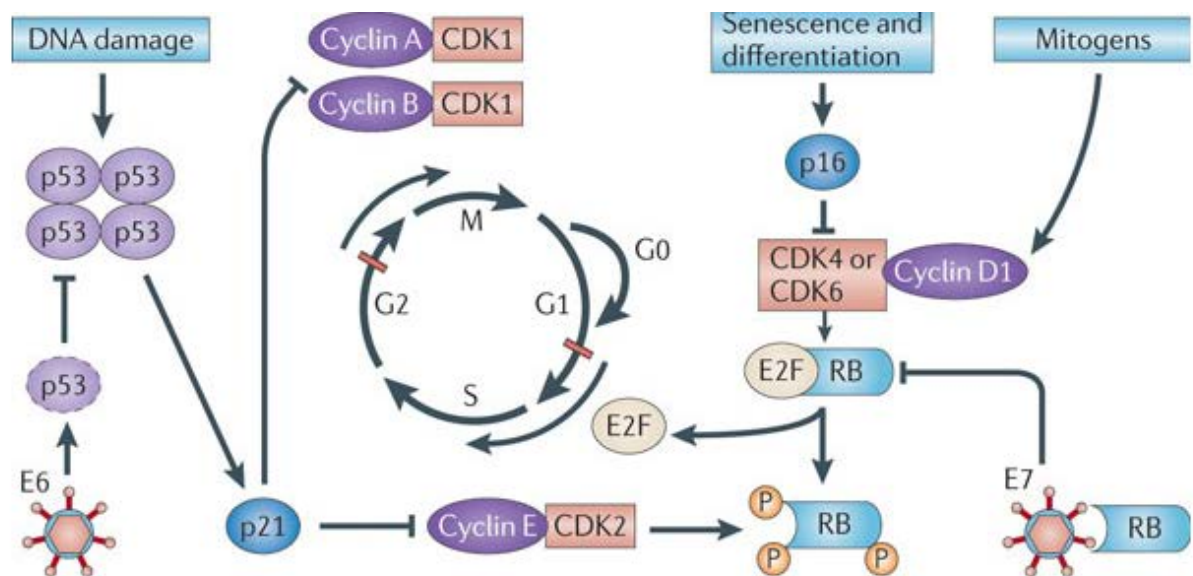 DNA damage
Cyclin A CDK1
Cyclin B CDK1
Senescence and
differentiation
Mitogens
p53 p53
p53 p53
p16
M
G0
G1
G2
S
CDK4 or
CDK6
Cyclin D1
p53
E2F RB
E2F
E6
E7
p21
Cyclin E CDK2
P
RB
P
P
RB